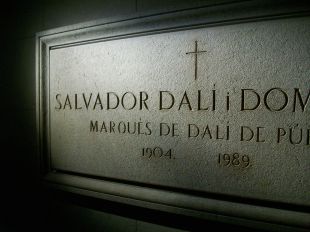 SALVADOR DALÍ i DOM
MARQUÈS DE DALÍ DE PÚ
1904. 1989.